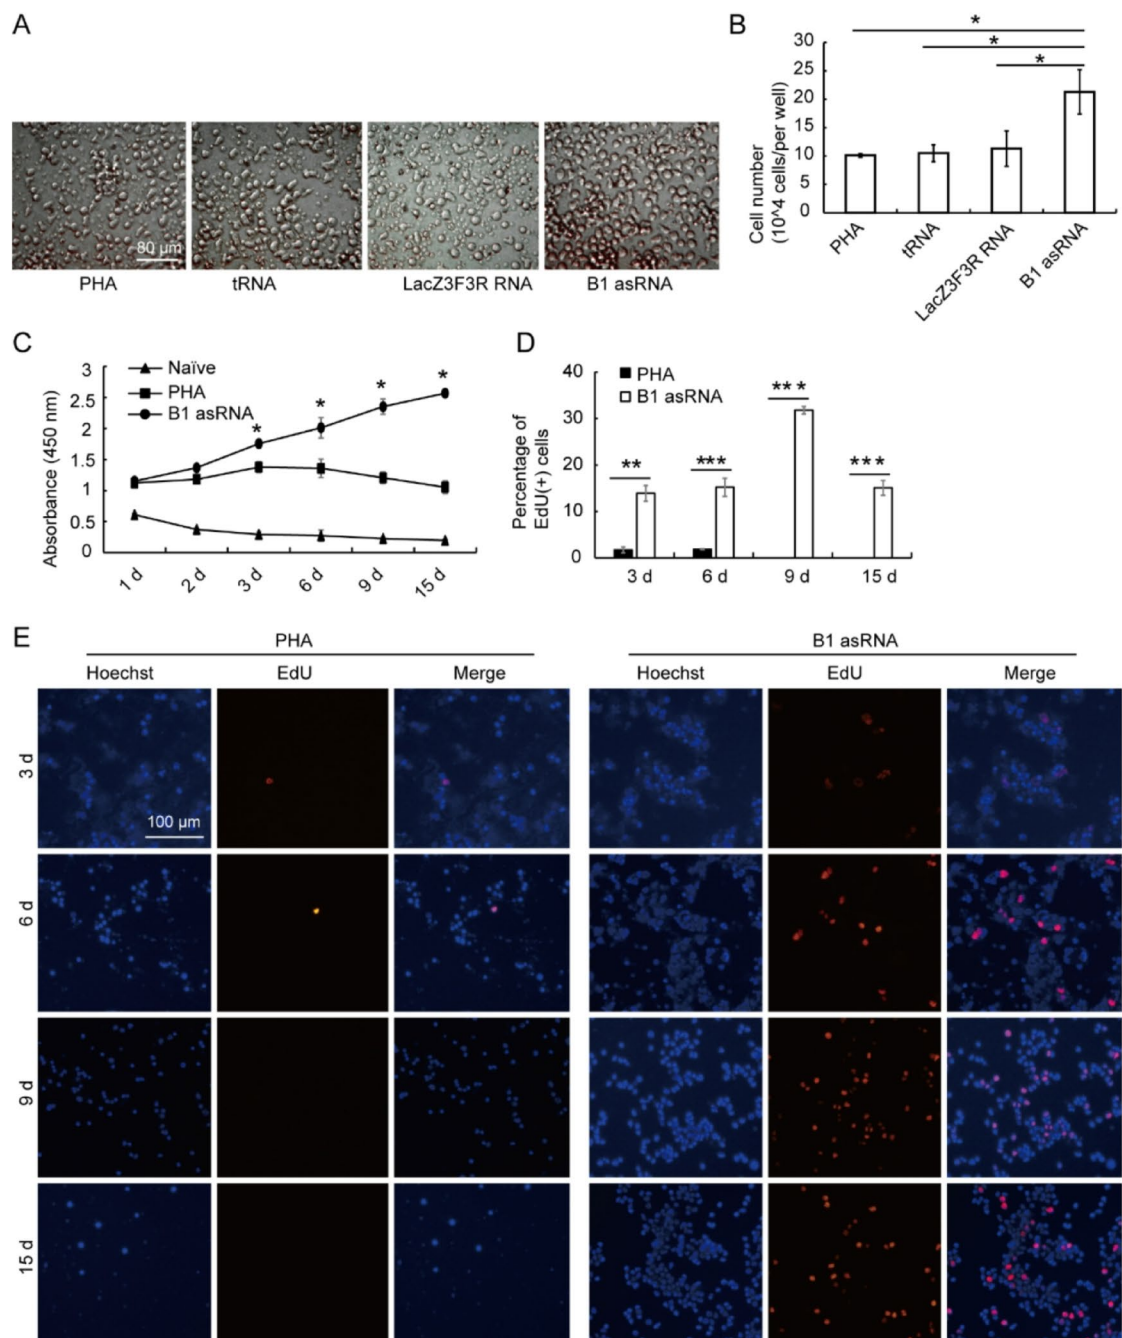 A
80 µm
PHA
tRNA
LacZ3F3R RNA
B1 asRNA
B
*
*
*
30
25
20
15
10
5
0
Cell number
(10^4 cells/per well)
PHA
tRNA
LacZ3F3R RNA
B1 asRNA
C
Naïve
PHA
B1 asRNA
3
2.5
2
1.5
1
0.5
0
Absorbance (450 nm)
*
*
*
*
1 d
2 d
3 d
6 d
9 d
15 d
D
PHA
B1 asRNA
40
30
20
10
0
Percentage of
EdU(+) cells
**
***
***
***
3 d
6 d
9 d
15 d
E
PHA
B1 asRNA
Hoechst
EdU
Merge
Hoechst
EdU
Merge
3 d
100 µm
6 d
9 d
15 d